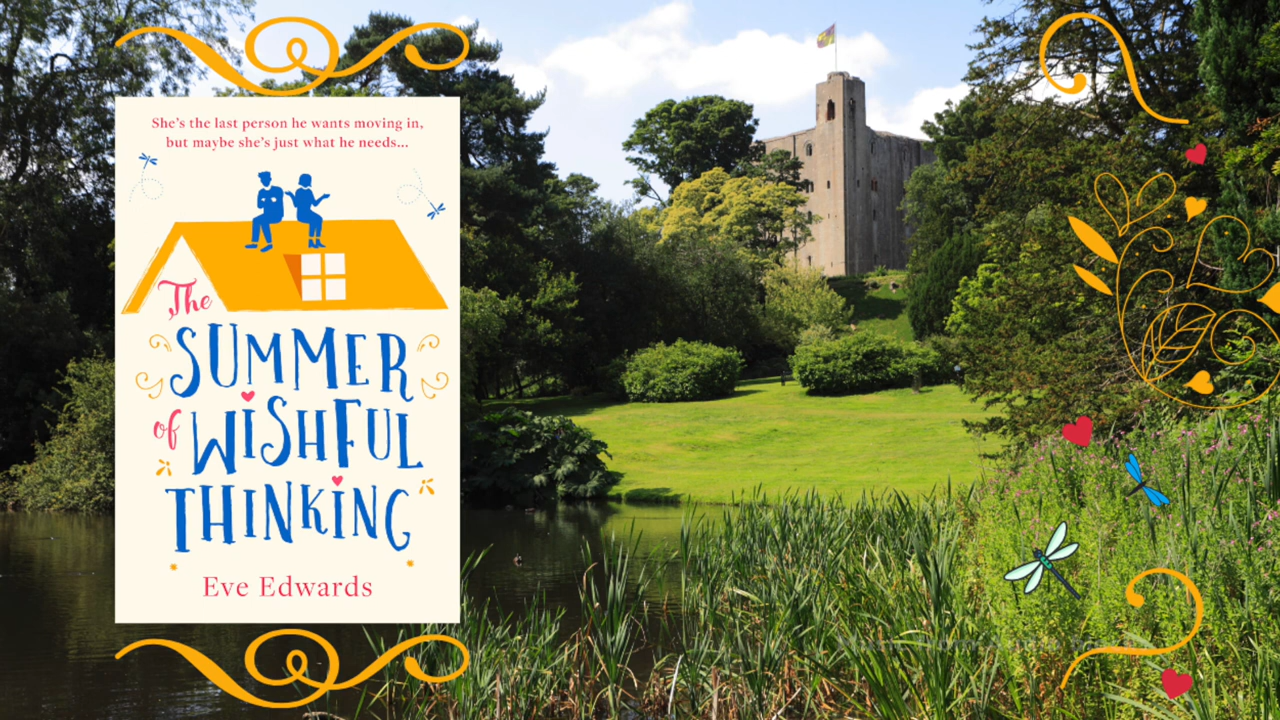 She's the last person he wants moving in,
but maybe she's just what he needs...
The
SUMMER
of WiSHFUL
THiNKiNG
Eve Edwards